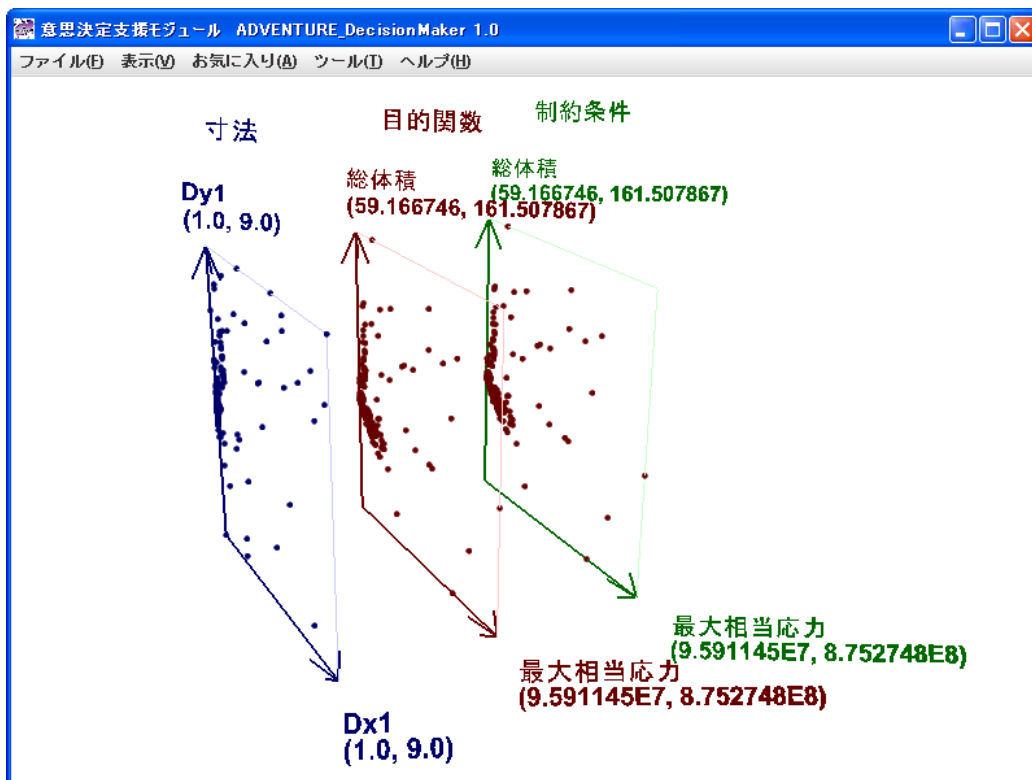 意思決定支援モジュール ADVENTURE_DecisionMaker 1.0
ファイル(F) 表示(V) お気に入り(A) ツール(T) ヘルプ(H)
寸法
目的関数
制約条件
Dy1
(1.0, 9.0)
総体積
(59.166746, 161.507867)
総体積
(59.166746, 161.507867)
最大相当応力
(9.591145E7, 8.752748E8)
最大相当応力
(9.591145E7, 8.752748E8)
Dx1
(1.0, 9.0)